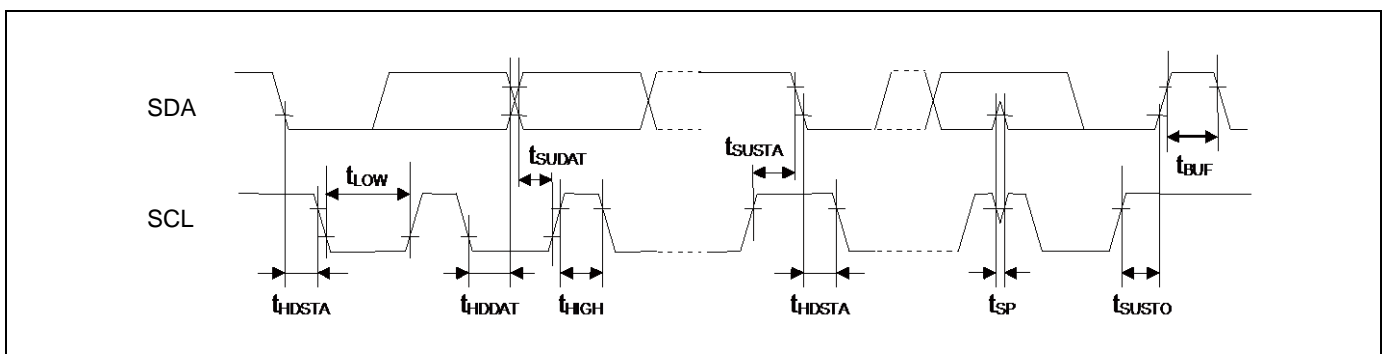 SDA
tSUSTA
tSUDAT
tBUF
tLOW
SCL
tHDSTA
tHDDAT
tHIGH
tHDSTA
tSP
tSUSTO